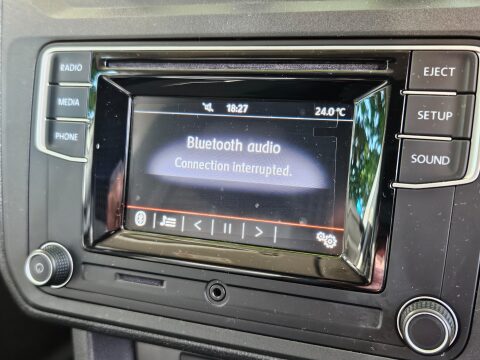 RADIO
MEDIA
PHONE
EJECT
SETUP
SOUND
18:27
24.0°C
Bluetooth audio
Connection interrupted.